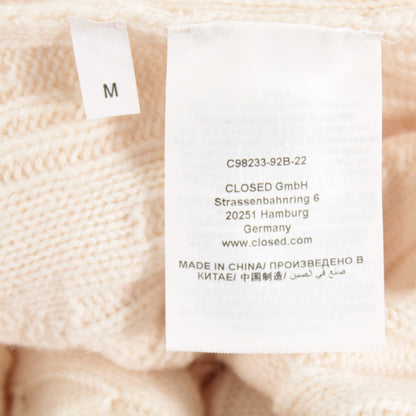 M
C98233-92B-22
CLOSED GmbH
Strassenbahnring 6
20251 Hamburg
Germany
www.closed.com
MADE IN CHINA/ ПРОИЗВЕДЕНО В
КИТАЕ/ 中国制造/ صنع في الصين